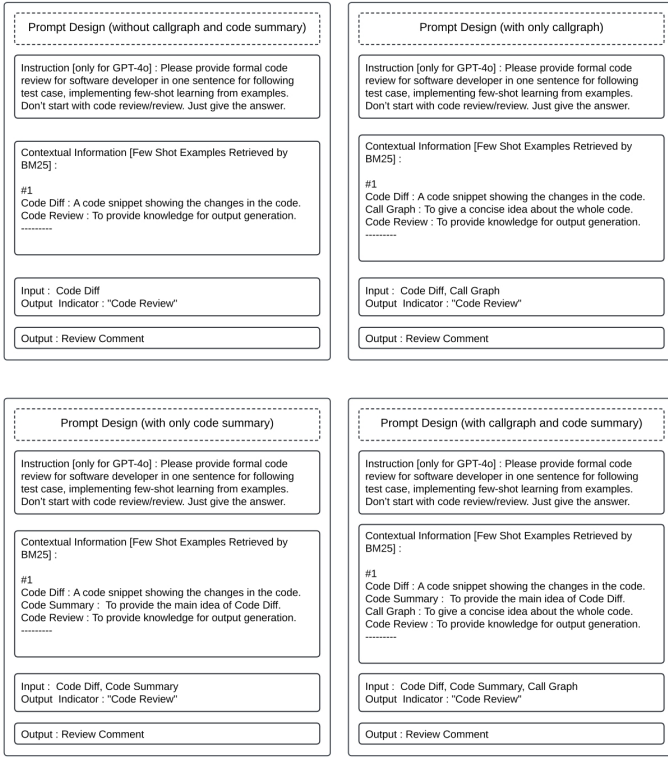 Prompt Design (without callgraph and code summary)
Instruction [only for GPT-4o] : Please provide formal code
review for software developer in one sentence for following
test case, implementing few-shot learning from examples.
Don't start with code review/review. Just give the answer.
Contextual Information [Few Shot Examples Retrieved by
BM25] :
#1
Code Diff : A code snippet showing the changes in the code.
Code Review : To provide knowledge for output generation.
---------
Input :  Code Diff
Output  Indicator : "Code Review"
Output : Review Comment
Prompt Design (with only callgraph)
Instruction [only for GPT-4o] : Please provide formal code
review for software developer in one sentence for following
test case, implementing few-shot learning from examples.
Don't start with code review/review. Just give the answer.
Contextual Information [Few Shot Examples Retrieved by
BM25] :
#1
Code Diff : A code snippet showing the changes in the code.
Call Graph : To give a concise idea about the whole code.
Code Review : To provide knowledge for output generation.
---------
Input :  Code Diff, Call Graph
Output  Indicator : "Code Review"
Output : Review Comment
Prompt Design (with only code summary)
Instruction [only for GPT-4o] : Please provide formal code
review for software developer in one sentence for following
test case, implementing few-shot learning from examples.
Don't start with code review/review. Just give the answer.
Contextual Information [Few Shot Examples Retrieved by
BM25] :
#1
Code Diff : A code snippet showing the changes in the code.
Code Summary :  To provide the main idea of Code Diff.
Code Review : To provide knowledge for output generation.
---------
Input :  Code Diff, Code Summary
Output  Indicator : "Code Review"
Output : Review Comment
Prompt Design (with callgraph and code summary)
Instruction [only for GPT-4o] : Please provide formal code
review for software developer in one sentence for following
test case, implementing few-shot learning from examples.
Don't start with code review/review. Just give the answer.
Contextual Information [Few Shot Examples Retrieved by
BM25] :
#1
Code Diff : A code snippet showing the changes in the code.
Code Summary :  To provide the main idea of Code Diff.
Call Graph : To give a concise idea about the whole code.
Code Review : To provide knowledge for output generation.
---------
Input :  Code Diff, Code Summary, Call Graph
Output  Indicator : "Code Review"
Output : Review Comment